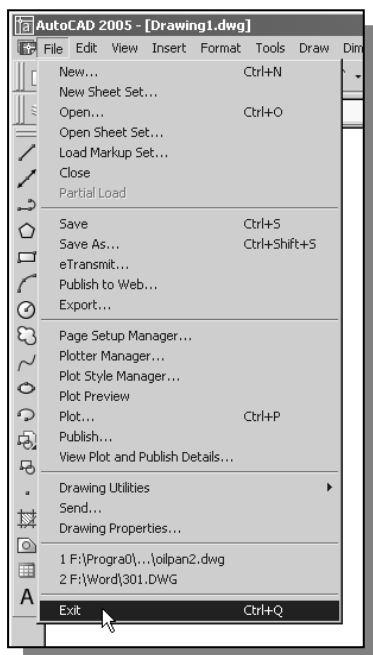 AutoCAD 2005 - [Drawing1.dwg]
File Edit View Insert Format Tools Draw Dim
New... Ctrl+N
New Sheet Set...
Open... Ctrl+O
Open Sheet Set...
Load Markup Set...
Close
Partial Load
Save Ctrl+S
Save As... Ctrl+Shift+S
eTransmit...
Publish to Web...
Export...
Page Setup Manager...
Plotter Manager...
Plot Style Manager...
Plot Preview
Plot... Ctrl+P
Publish...
View Plot and Publish Details...
Drawing Utilities
Send...
Drawing Properties...
1 F:\Progra0\...\oilpan2.dwg
2 F:\Word\301.DWG
A
Exit Ctrl+Q